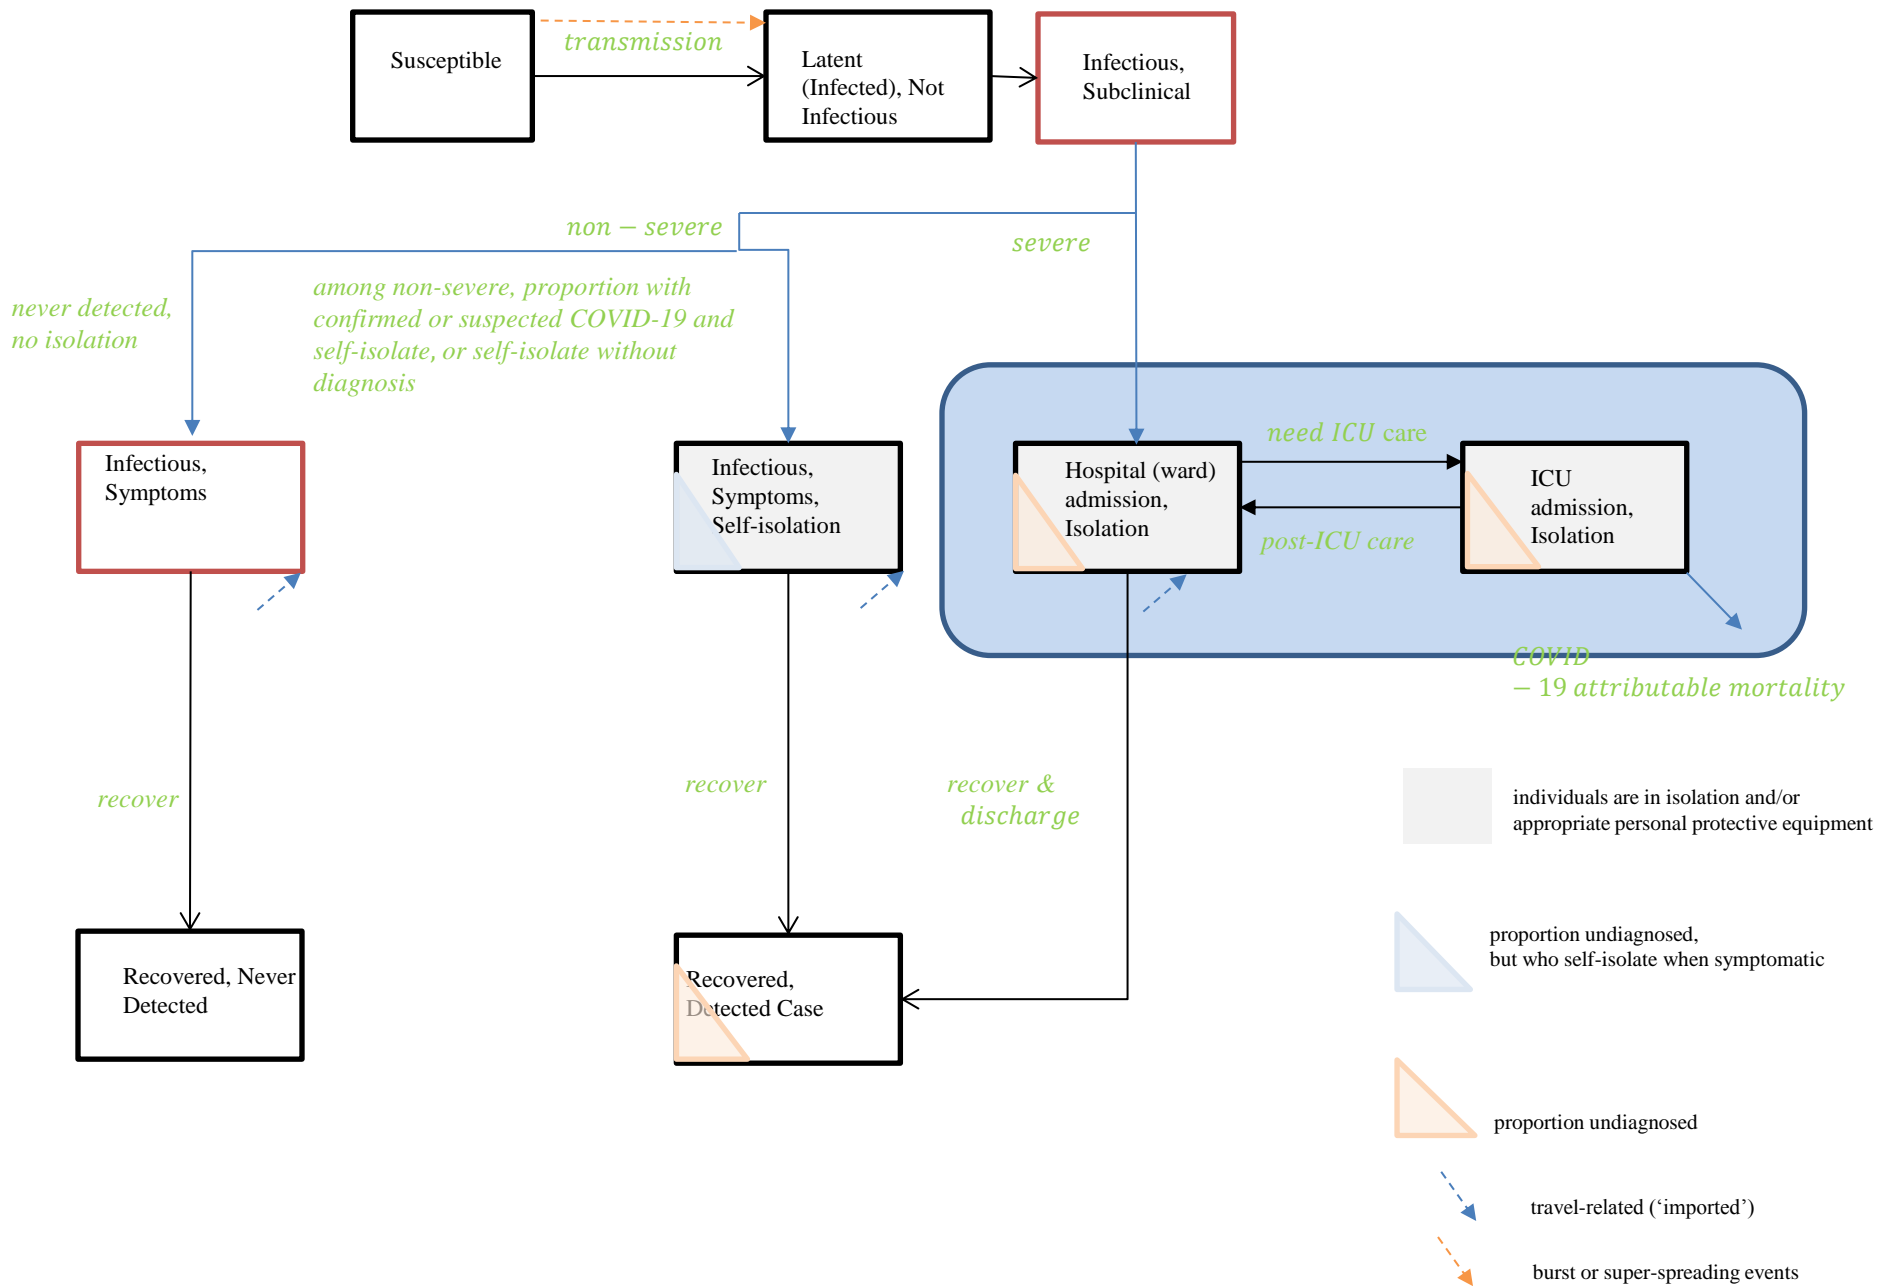 Susceptible
transmission
Latent
(Infected), Not
Infectious
Infectious,
Subclinical
non − severe
severe
never detected,
no isolation
among non-severe, proportion with
confirmed or suspected COVID-19 and
self-isolate, or self-isolate without
diagnosis
Infectious,
Symptoms
Infectious,
Symptoms,
Self-isolation
Hospital (ward)
admission,
Isolation
need ICU care
post-ICU care
ICU
admission,
Isolation
COVID
− 19 attributable mortality
recover
recover
recover &
discharge
Recovered, Never
Detected
Recovered,
Detected Case
individuals are in isolation and/or
appropriate personal protective equipment
proportion undiagnosed,
but who self-isolate when symptomatic
proportion undiagnosed
travel-related (‘imported’)
burst or super-spreading events